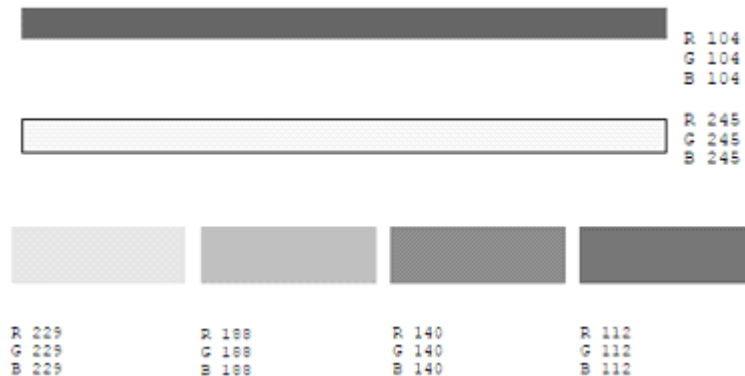 R 104
G 104
B 104
R 245
G 245
B 245
R 229
G 229
B 229
R 188
G 188
B 188
R 140
G 140
B 140
R 112
G 112
B 112